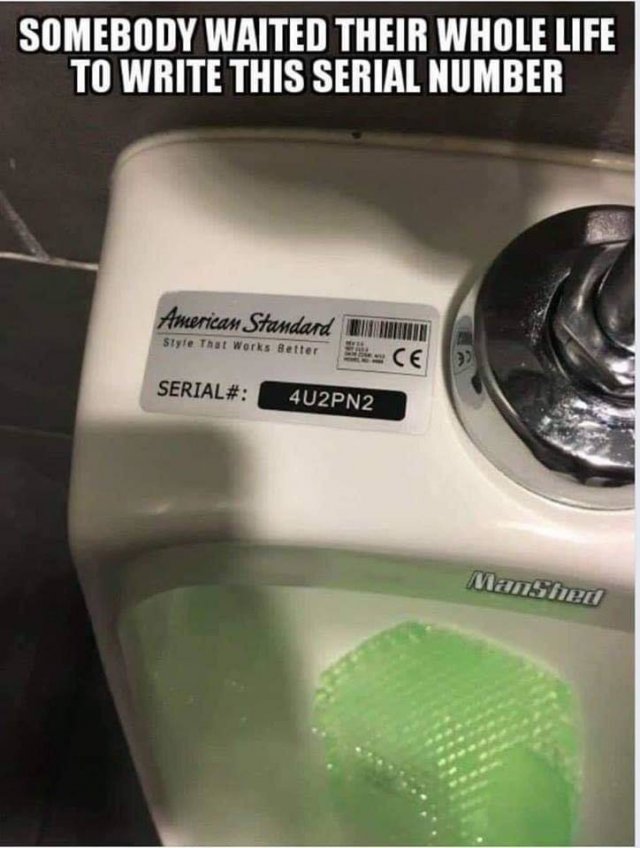 SOMEBODY WAITED THEIR WHOLE LIFE
TO WRITE THIS SERIAL NUMBER
American Standard
Style That Works Better
CE
SERIAL#: 4U2PN2
ManShed